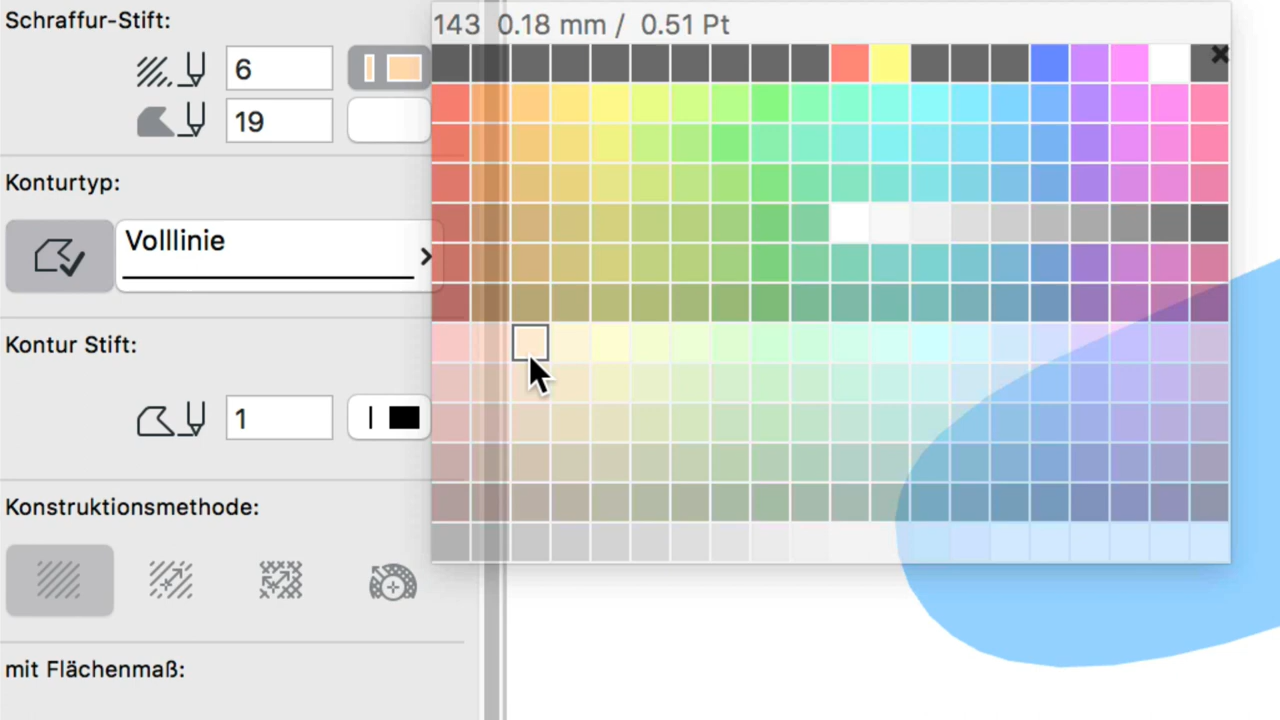 Schraffur-Stift:
143 0.18 mm / 0.51 Pt
6
19
Konturtyp:
Volllinie
Kontur Stift:
1
Konstruktionsmethode:
mit Flächenmaß: